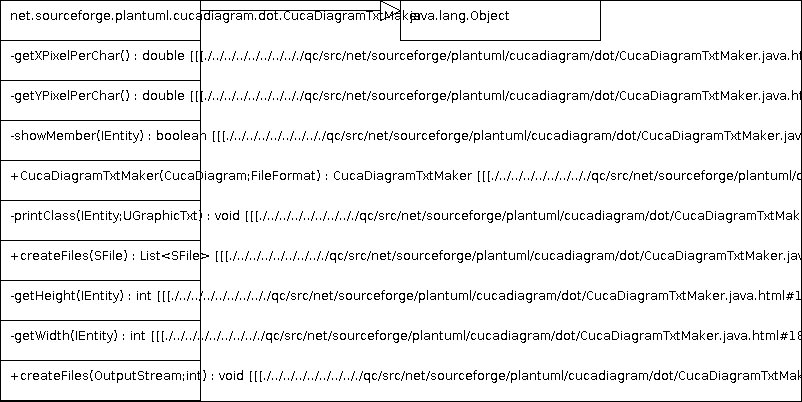 net.sourceforge.plantuml.cucadiagram.dot.CucaDiagramTxtMaker java.lang.Object
-getXPixelPerChar() : double [[[./../../../../../../../qc/src/net/sourceforge/plantuml/cucadiagram/dot/CucaDiagramTxtMaker.java.ht
-getYPixelPerChar() : double [[[./../../../../../../../qc/src/net/sourceforge/plantuml/cucadiagram/dot/CucaDiagramTxtMaker.java.ht
-showMember(IEntity) : boolean [[[./../../../../../../../qc/src/net/sourceforge/plantuml/cucadiagram/dot/CucaDiagramTxtMaker.jav
+CucaDiagramTxtMaker(CucaDiagram;FileFormat) : CucaDiagramTxtMaker [[[./../../../../../../../qc/src/net/sourceforge/plantuml/c
-printClass(IEntity;UGraphicTxt) : void [[[./../../../../../../../qc/src/net/sourceforge/plantuml/cucadiagram/dot/CucaDiagramTxtMak
+createFiles(SFile) : List<SFile> [[[./../../../../../../../qc/src/net/sourceforge/plantuml/cucadiagram/dot/CucaDiagramTxtMaker.jav
-getHeight(IEntity) : int [[[./../../../../../../../qc/src/net/sourceforge/plantuml/cucadiagram/dot/CucaDiagramTxtMaker.java.html#1
-getWidth(IEntity) : int [[[./../../../../../../../qc/src/net/sourceforge/plantuml/cucadiagram/dot/CucaDiagramTxtMaker.java.html#18
+createFiles(OutputStream;int) : void [[[./../../../../../../../qc/src/net/sourceforge/plantuml/cucadiagram/dot/CucaDiagramTxtMak